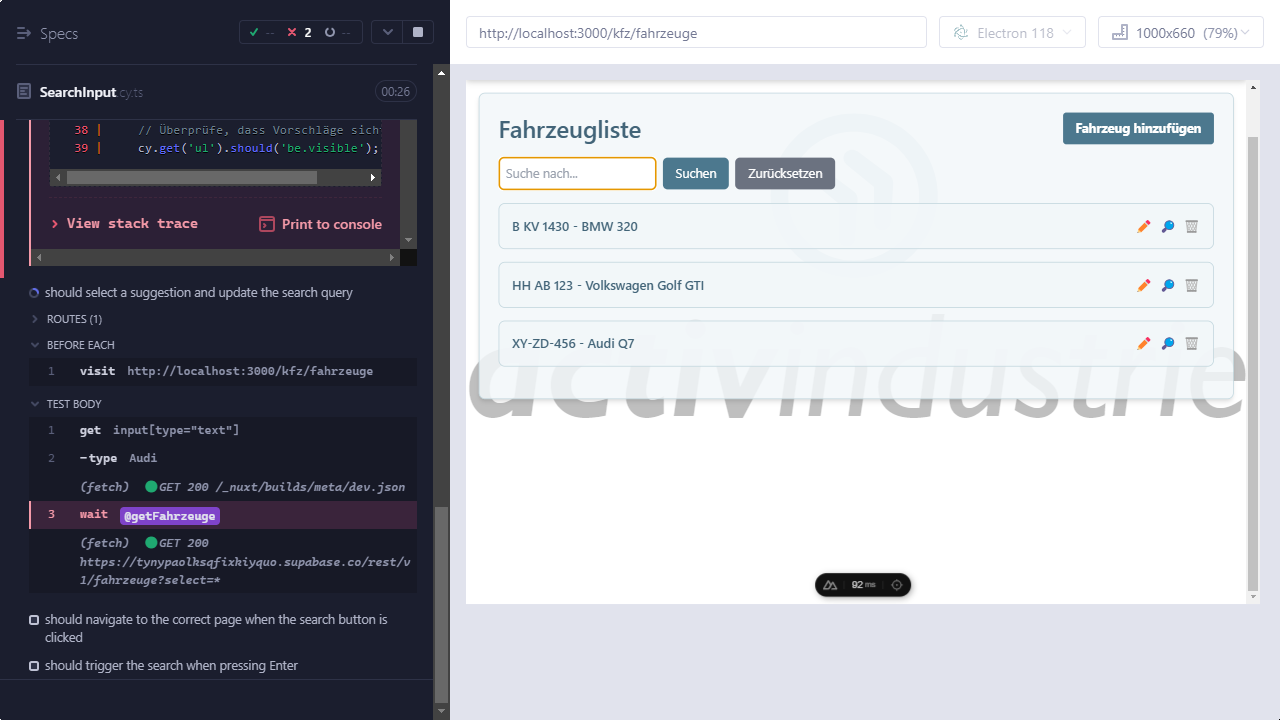 Specs
-- 2 --
http://localhost:3000/kfz/fahrzeuge
Electron 118
1000x660 (79%)
SearchInput.cy.ts
00:26
38 | // Überprüfe, dass Vorschläge sich
39 | cy.get('ul').should('be.visible');
> View stack trace
Print to console
should select a suggestion and update the search query
ROUTES (1)
BEFORE EACH
1 visit http://localhost:3000/kfz/fahrzeuge
TEST BODY
1 get input[type="text"]
2 -type Audi
(fetch) GET 200 /_nuxt/builds/meta/dev.json
3 wait @getFahrzeuge
(fetch) GET 200
https://tynypaolksqfixkiyquo.supabase.co/rest/v
1/fahrzeuge?select=*
should navigate to the correct page when the search button is
clicked
should trigger the search when pressing Enter
Fahrzeugliste
Fahrzeug hinzufügen
Suche nach...
Suchen
Zurücksetzen
B KV 1430 - BMW 320
HH AB 123 - Volkswagen Golf GTI
XY-ZD-456 - Audi Q7
activindustrie
92 ms